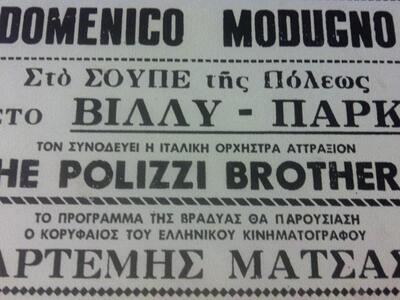 DOMENICO MODUGNO
Στὸ ΣΟΥΠΕ τῆς Πόλεως
ΣΤΟ ΒΙΛΛΥ - ΠΑΡΚ
ΤΟΝ ΣΥΝΟΔΕΥΕΙ Η ΙΤΑΛΙΚΗ ΟΡΧΗΣΤΡΑ ΑΤΤΡΑΞΙΟΝ
HE POLIZZI BROTHER
ΤΟ ΠΡΟΓΡΑΜΜΑ ΤΗΣ ΒΡΑΔΥΑΣ ΘΑ ΠΑΡΟΥΣΙΑΣΗ
Ο ΚΟΡΥΦΑΙΟΣ ΤΟΥ ΕΛΛΗΝΙΚΟΥ ΚΙΝΗΜΑΤΟΓΡΑΦΟΥ
ΑΡΤΕΜΗΣ ΜΑΤΣΑΣ